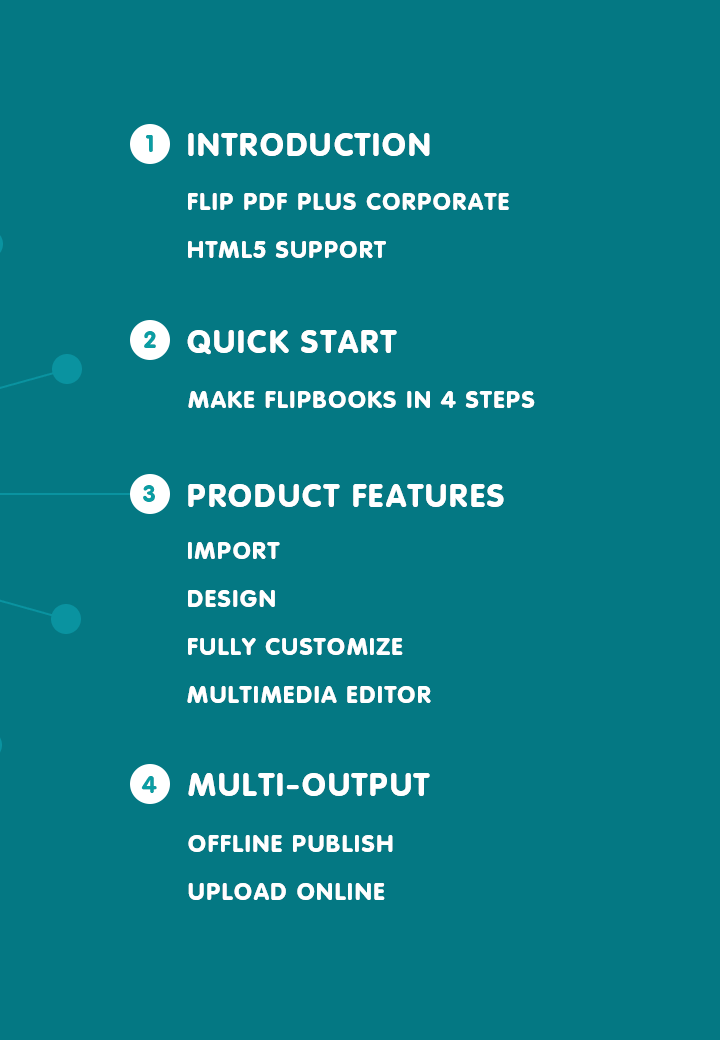 1 INTRODUCTION
FLIP PDF PLUS CORPORATE
HTML5 SUPPORT
2 QUICK START
MAKE FLIPBOOKS IN 4 STEPS
3 PRODUCT FEATURES
IMPORT
DESIGN
FULLY CUSTOMIZE
MULTIMEDIA EDITOR
4 MULTI-OUTPUT
OFFLINE PUBLISH
UPLOAD ONLINE